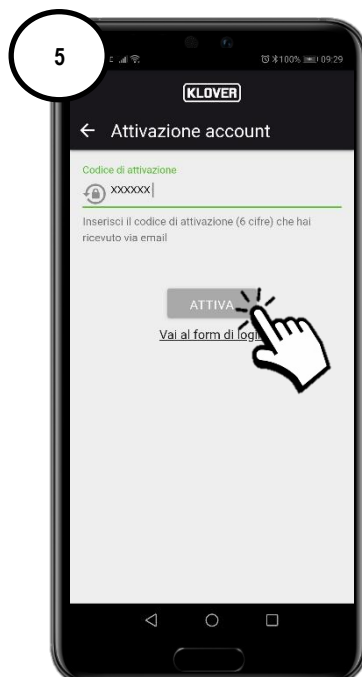 5
100% 09:29
KLOVER
Attivazione account
Codice di attivazione
xxxxxx
Inserisci il codice di attivazione (6 cifre) che hai
ricevuto via email
ATTIVA
Vai al form di login